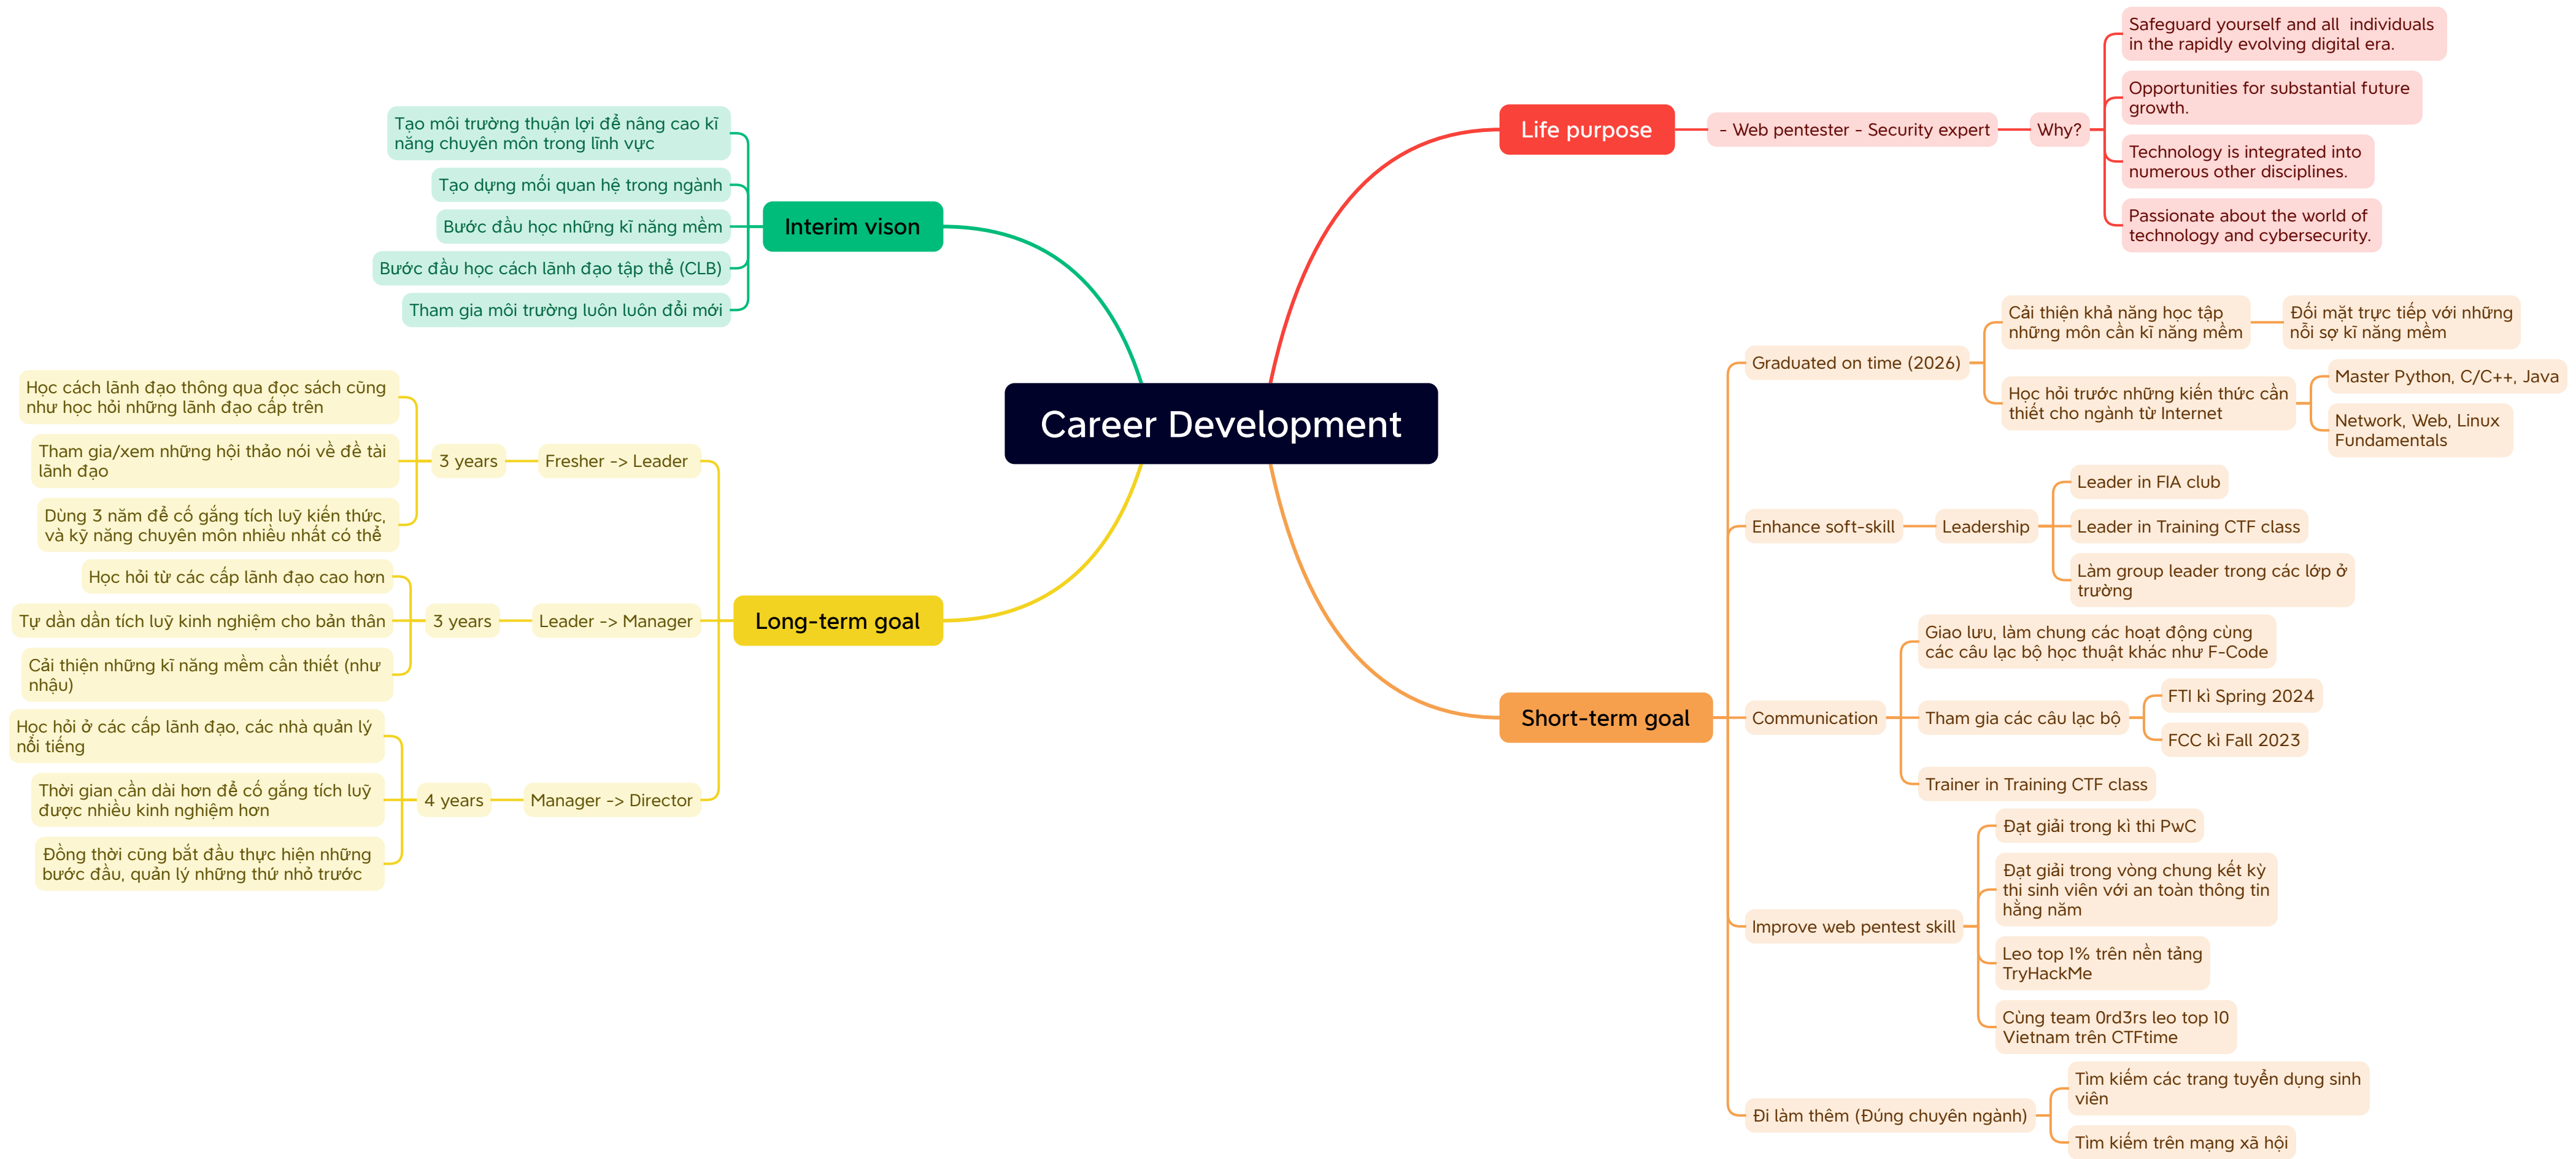 Career Development
Life purpose
- Web pentester - Security expert
Why?
Safeguard yourself and all  individuals
in the rapidly evolving digital era.
Opportunities for substantial future
growth.
Technology is integrated into
numerous other disciplines.
Passionate about the world of
technology and cybersecurity.
Short-term goal
Graduated on time (2026)
Cải thiện khả năng học tập
những môn cần kĩ năng mềm
Đối mặt trực tiếp với những
nỗi sợ kĩ năng mềm
Học hỏi trước những kiến thức cần
thiết cho ngành từ Internet
Master Python, C/C++, Java
Network, Web, Linux
Fundamentals
Enhance soft-skill
Leadership
Leader in FIA club
Leader in Training CTF class
Làm group leader trong các lớp ở
trường
Communication
Giao lưu, làm chung các hoạt động cùng
các câu lạc bộ học thuật khác như F-Code
Tham gia các câu lạc bộ
FTI kì Spring 2024
FCC kì Fall 2023
Trainer in Training CTF class
Improve web pentest skill
Đạt giải trong kì thi PwC
Đạt giải trong vòng chung kết kỳ
thi sinh viên với an toàn thông tin
hằng năm
Leo top 1% trên nền tảng
TryHackMe
Cùng team 0rd3rs leo top 10
Vietnam trên CTFtime
Đi làm thêm (Đúng chuyên ngành)
Tìm kiếm các trang tuyển dụng sinh
viên
Tìm kiếm trên mạng xã hội
Interim vison
Tạo môi trường thuận lợi để nâng cao kĩ
năng chuyên môn trong lĩnh vực
Tạo dựng mối quan hệ trong ngành
Bước đầu học những kĩ năng mềm
Bước đầu học cách lãnh đạo tập thể (CLB)
Tham gia môi trường luôn luôn đổi mới
Long-term goal
Fresher -> Leader
3 years
Học cách lãnh đạo thông qua đọc sách cũng
như học hỏi những lãnh đạo cấp trên
Tham gia/xem những hội thảo nói về đề tài
lãnh đạo
Dùng 3 năm để cố gắng tích luỹ kiến thức,
và kỹ năng chuyên môn nhiều nhất có thể
Leader -> Manager
3 years
Học hỏi từ các cấp lãnh đạo cao hơn
Tự dần dần tích luỹ kinh nghiệm cho bản thân
Cải thiện những kĩ năng mềm cần thiết (như
nhậu)
Manager -> Director
4 years
Học hỏi ở các cấp lãnh đạo, các nhà quản lý
nổi tiếng
Thời gian cần dài hơn để cố gắng tích luỹ
được nhiều kinh nghiệm hơn
Đồng thời cũng bắt đầu thực hiện những
bước đầu, quản lý những thứ nhỏ trước